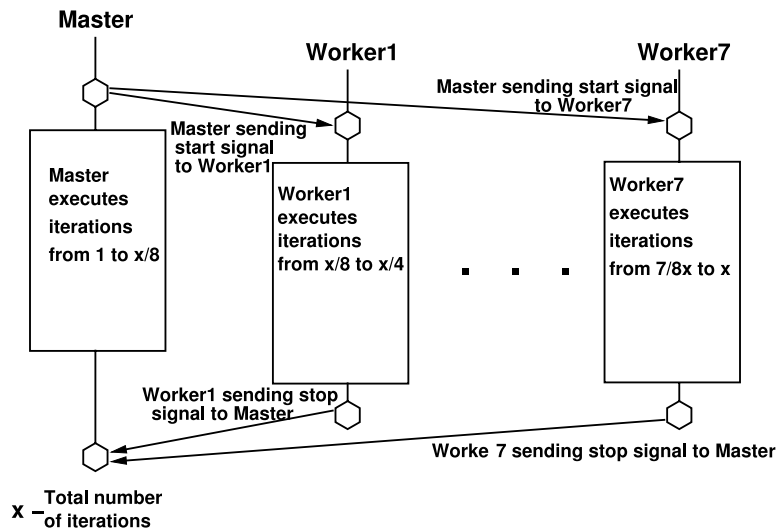 Master
Worker1
Worker7
Master sending start signal
to Worker7
Master sending
start signal
to Worker1
Master
executes
iterations
from 1 to x/8
Worker1
executes
iterations
from x/8 to x/4
. . .
Worker7
executes
iterations
from 7/8x to x
Worker1 sending stop
signal to Master
Worke 7 sending stop signal to Master
x – Total number
of iterations